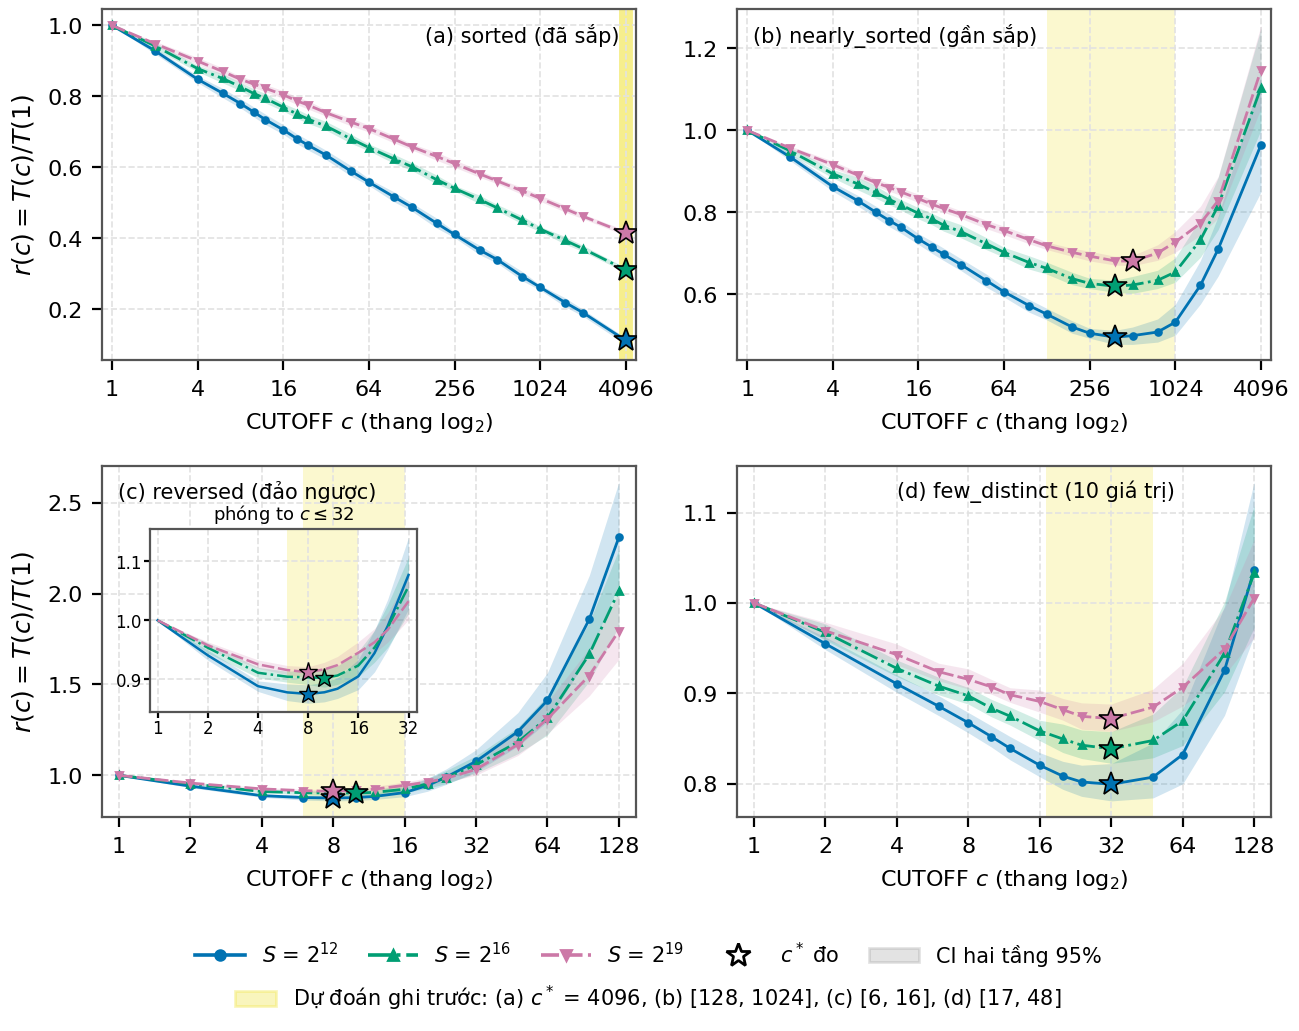 (a) sorted (đã sắp)
r(c) = T(c)/T(1)
1.0
0.8
0.6
0.4
0.2
1 4 16 64 256 1024 4096
CUTOFF c (thang log₂)
(b) nearly_sorted (gần sắp)
1.2
1.0
0.8
0.6
1 4 16 64 256 1024 4096
CUTOFF c (thang log₂)
(c) reversed (đảo ngược)
phóng to c ≤ 32
1.1
1.0
0.9
1 2 4 8 16 32
r(c) = T(c)/T(1)
2.5
2.0
1.5
1.0
1 2 4 8 16 32 64 128
CUTOFF c (thang log₂)
(d) few_distinct (10 giá trị)
1.1
1.0
0.9
0.8
1 2 4 8 16 32 64 128
CUTOFF c (thang log₂)
S = 2¹² S = 2¹⁶ S = 2¹⁹ c* đo CI hai tầng 95%
Dự đoán ghi trước: (a) c* = 4096, (b) [128, 1024], (c) [6, 16], (d) [17, 48]